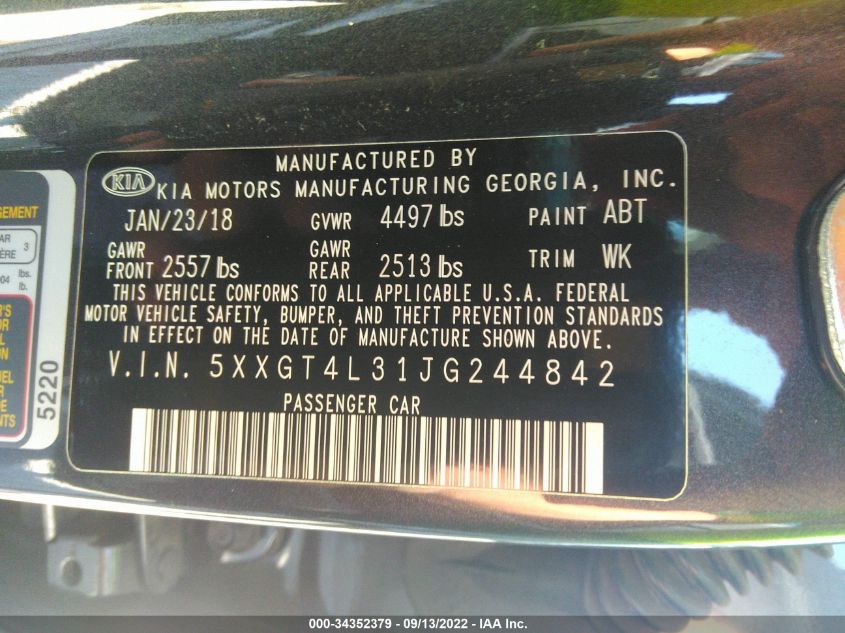 MANUFACTURED BY
KIA KIA MOTORS MANUFACTURING GEORGIA, INC.
JAN/23/18 GVWR 4497 lbs PAINT ABT
GAWR FRONT 2557 lbs GAWR REAR 2513 lbs TRIM WK
THIS VEHICLE CONFORMS TO ALL APPLICABLE U.S.A. FEDERAL
MOTOR VEHICLE SAFETY, BUMPER, AND THEFT PREVENTION STANDARDS
IN EFFECT ON THE DATE OF MANUFACTURE SHOWN ABOVE.
V.I.N. 5XXGT4L31JG244842
PASSENGER CAR
3
lbs.
lb.
5220
000-34352379 - 09/13/2022 - IAA Inc.